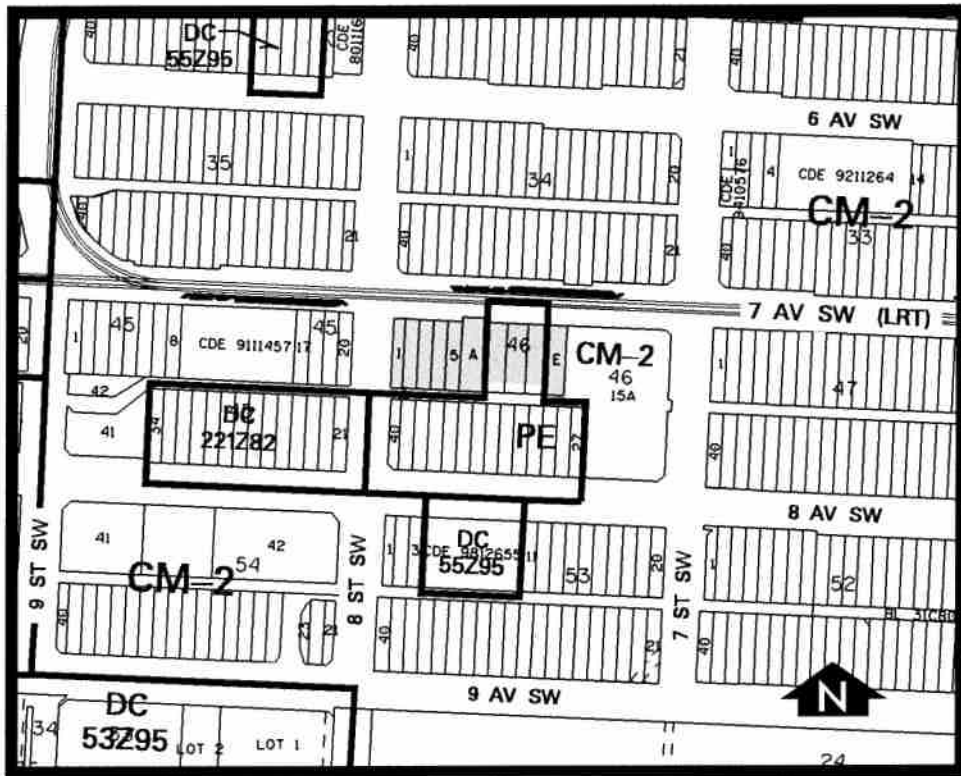 40
DC
55Z95
23
CDE
801116
40
21
40
6 AV SW
35
1
34
20
1
CDE
9410576
4
CDE 9211264
14
CM-2
33
40
21
40
21
40
7 AV SW (LRT)
20
1
45
8
CDE 9111457
17
45
20
1
5
A
46
E
CM-2
46
15A
1
47
42
41
34
DC
221Z82
21
40
PE
27
40
8 AV SW
9 ST SW
41
54
42
CM-2
8 ST SW
1
3
CDE 9812655
11
DC
55Z95
53
20
7 ST SW
1
52
40
23
21
40
21
40
9 AV SW
N
34
DC
53Z95
LOT 2
LOT 1
24